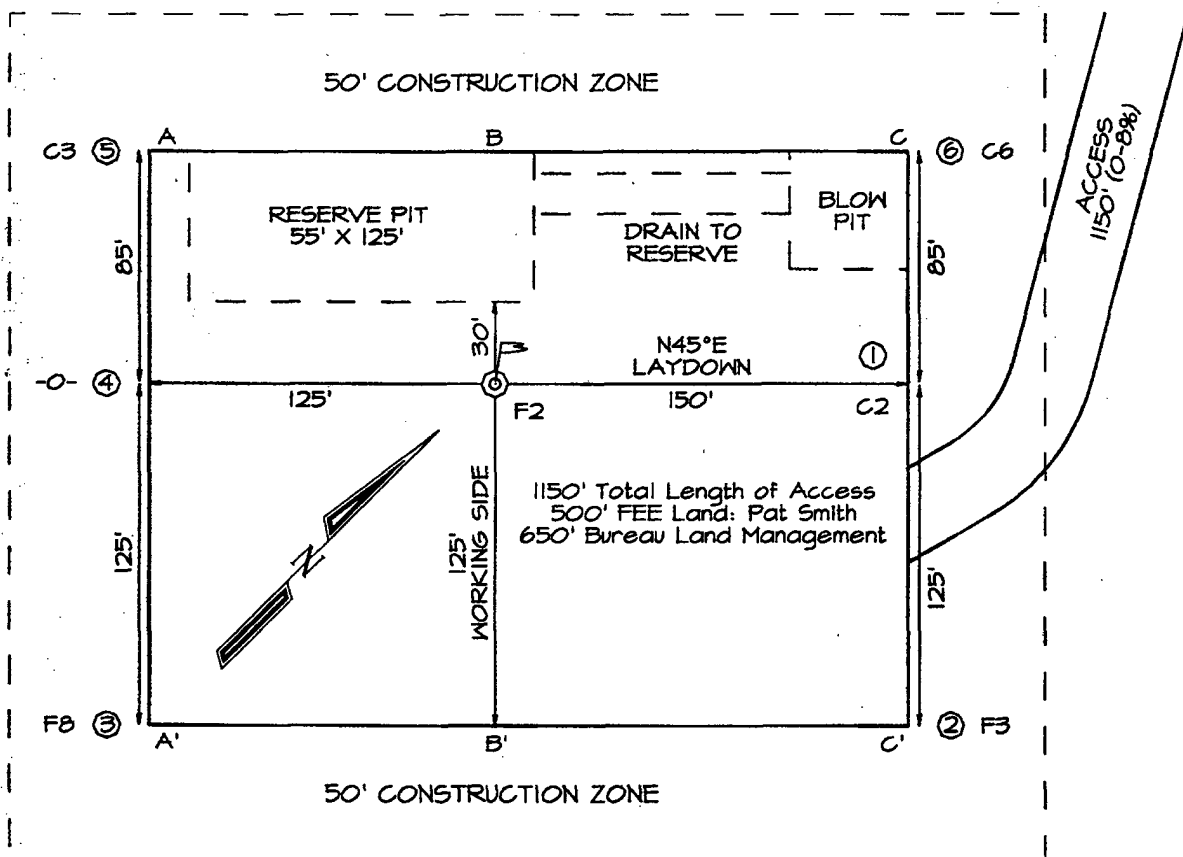 50' CONSTRUCTION ZONE
A
B
C
C3 ⑤
⑥ C6
ACCESS
1150' (0-8%)
RESERVE PIT
55' X 125'
DRAIN TO
RESERVE
BLOW
PIT
85'
85'
30'
N45°E
LAYDOWN
①
-0- ④
125'
F2
150'
C2
1150' Total Length of Access
500' FEE Land: Pat Smith
650' Bureau Land Management
125'
N
125'
WORKING SIDE
125'
F8 ③
② F3
A'
B'
C'
50' CONSTRUCTION ZONE